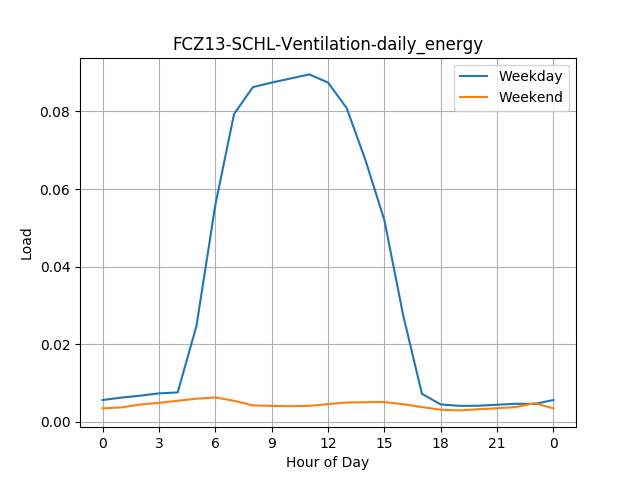 FCZ13-SCHL-Ventilation-daily_energy
Weekday
Weekend
0.08
0.06
0.04
0.02
0.00
Load
0 3 6 9 12 15 18 21 0
Hour of Day